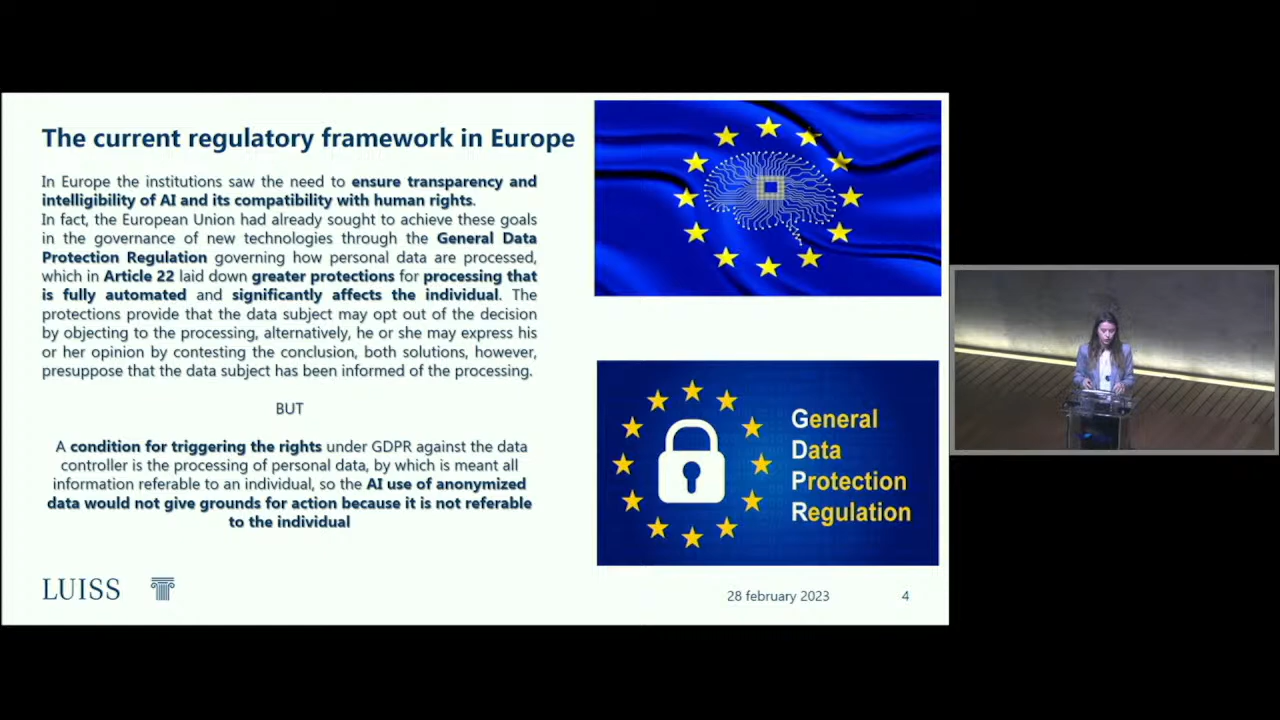 The current regulatory framework in Europe
In Europe the institutions saw the need to ensure transparency and
intelligibility of AI and its compatibility with human rights.
In fact, the European Union had already sought to achieve these goals
in the governance of new technologies through the General Data
Protection Regulation governing how personal data are processed,
which in Article 22 laid down greater protections for processing that
is fully automated and significantly affects the individual. The
protections provide that the data subject may opt out of the decision
by objecting to the processing, alternatively, he or she may express his
or her opinion by contesting the conclusion, both solutions, however,
presuppose that the data subject has been informed of the processing.
BUT
A condition for triggering the rights under GDPR against the data
controller is the processing of personal data, by which is meant all
information referable to an individual, so the AI use of anonymized
data would not give grounds for action because it is not referable
to the individual
General
Data
Protection
Regulation
LUISS
28 february 2023
4